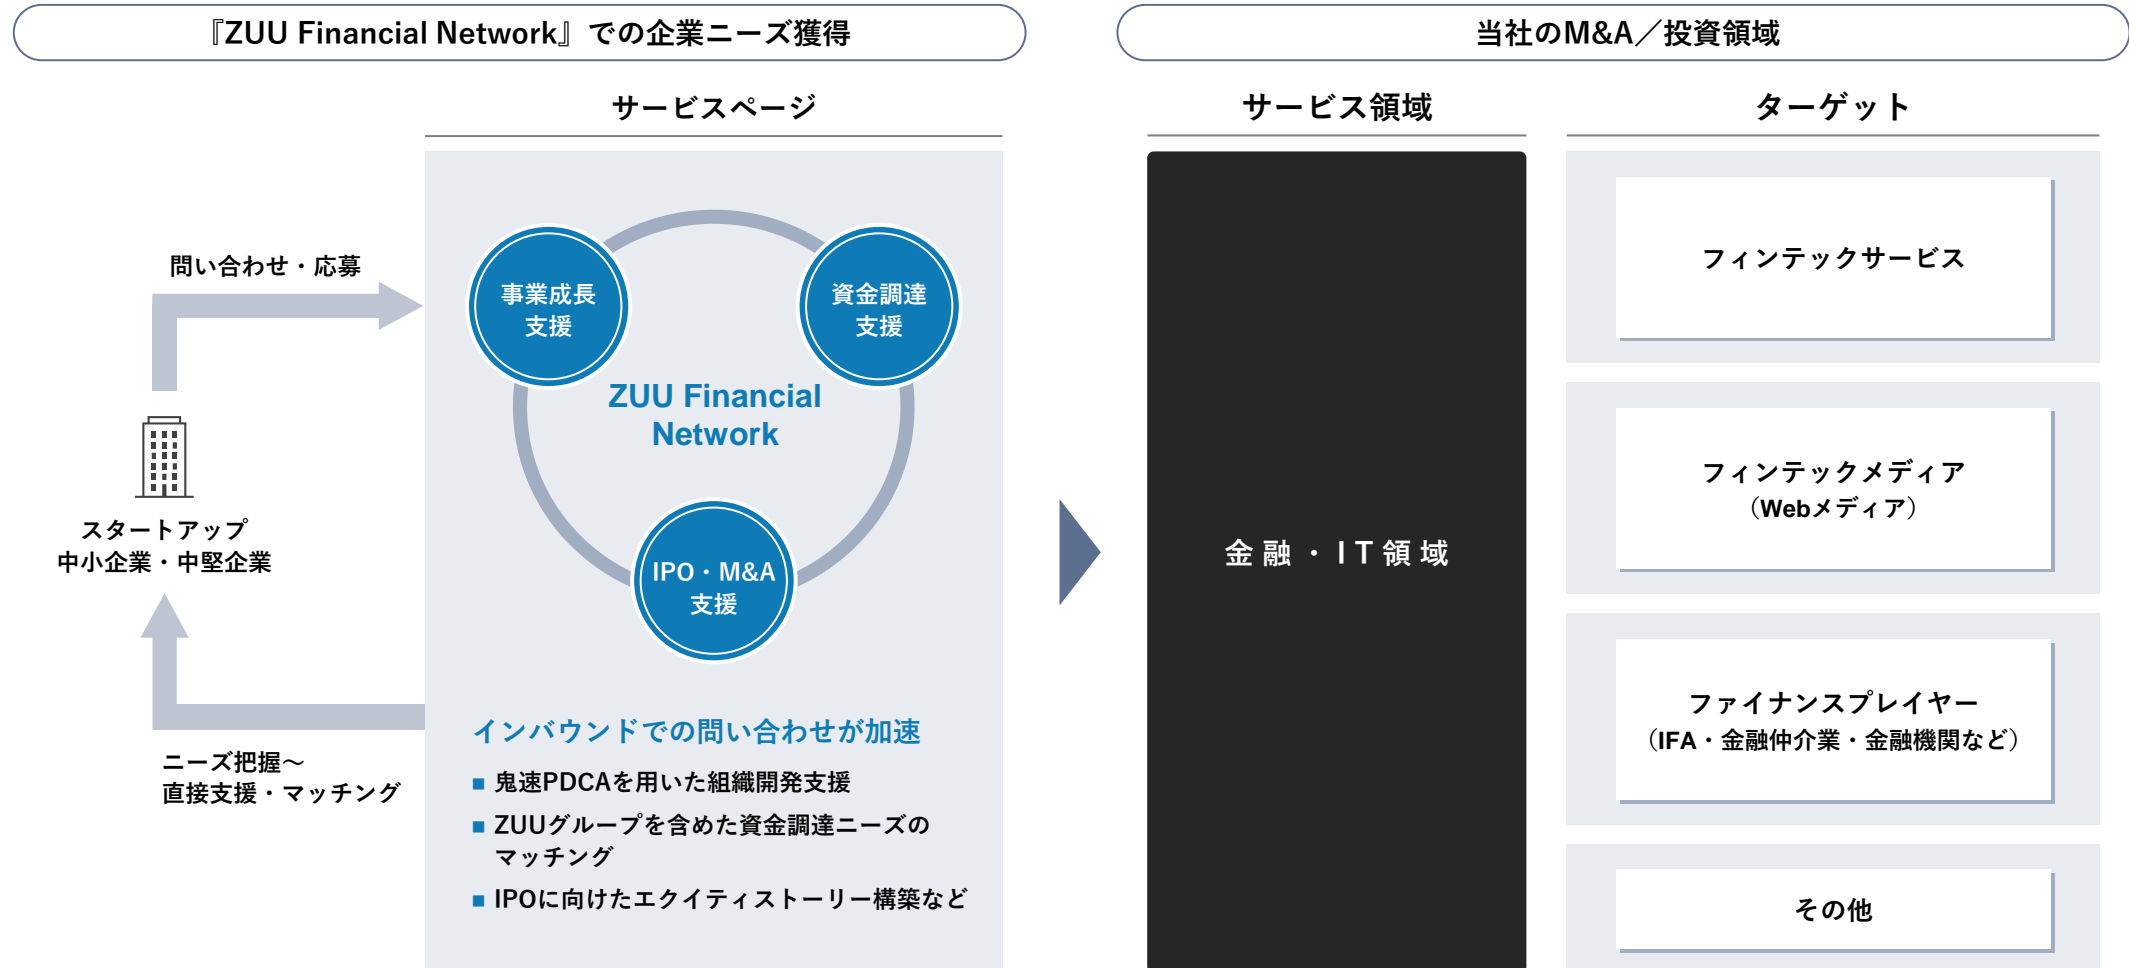 『ZUU Financial Network』での企業ニーズ獲得
サービスページ
問い合わせ・応募
スタートアップ
中小企業・中堅企業
ニーズ把握～
直接支援・マッチング
事業成長
支援
資金調達
支援
ZUU Financial
Network
IPO・M&A
支援
インバウンドでの問い合わせが加速
■ 鬼速PDCAを用いた組織開発支援
■ ZUUグループを含めた資金調達ニーズの
マッチング
■ IPOに向けたエクイティストーリー構築など
当社のM&A／投資領域
サービス領域
金融・IT領域
ターゲット
フィンテックサービス
フィンテックメディア
（Webメディア）
ファイナンスプレイヤー
（IFA・金融仲介業・金融機関など）
その他